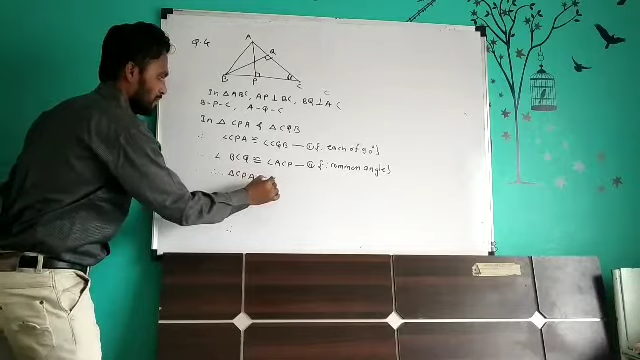 Q.4
A
Q
B P C
In △ABC, AP ⊥ BC, BQ ⊥ AC
B-P-C, A-Q-C
In △CPA & △CQB
∴ ∠CPA ≅ ∠CQB — ① {∵ each of 90°}
∠BCQ ≅ ∠ACP — ② {∵ common angle}
∴ △CPA